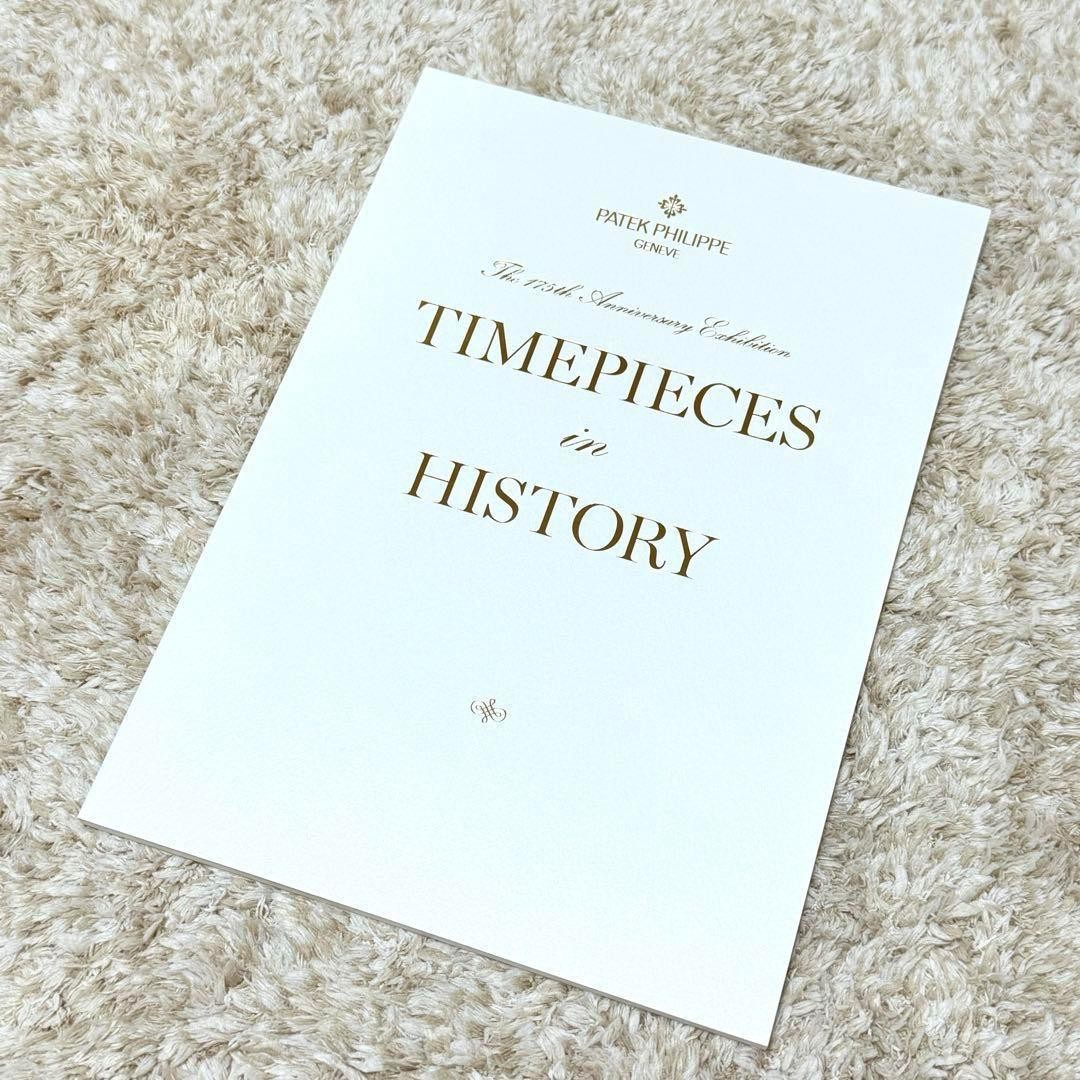 PATEK PHILIPPE
GENEVE
The 175th Anniversary Exhibition
TIMEPIECES
in
HISTORY